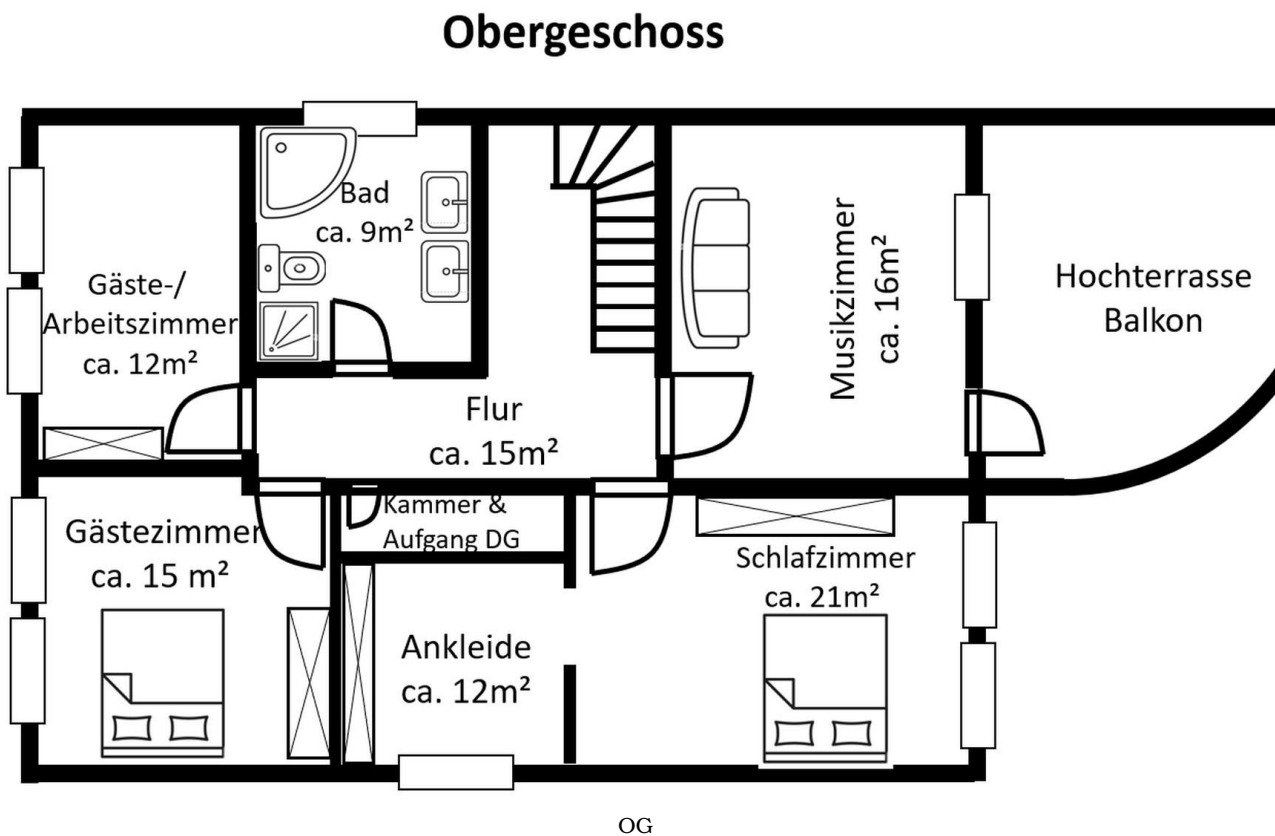 Obergeschoss
Bad
ca. 9m²
Gäste-/
Arbeitszimmer
ca. 12m²
Musikzimmer
ca. 16m²
Hochterrasse
Balkon
Flur
ca. 15m²
Gästezimmer
ca. 15 m²
Kammer &
Aufgang DG
Schlafzimmer
ca. 21m²
Ankleide
ca. 12m²
OG